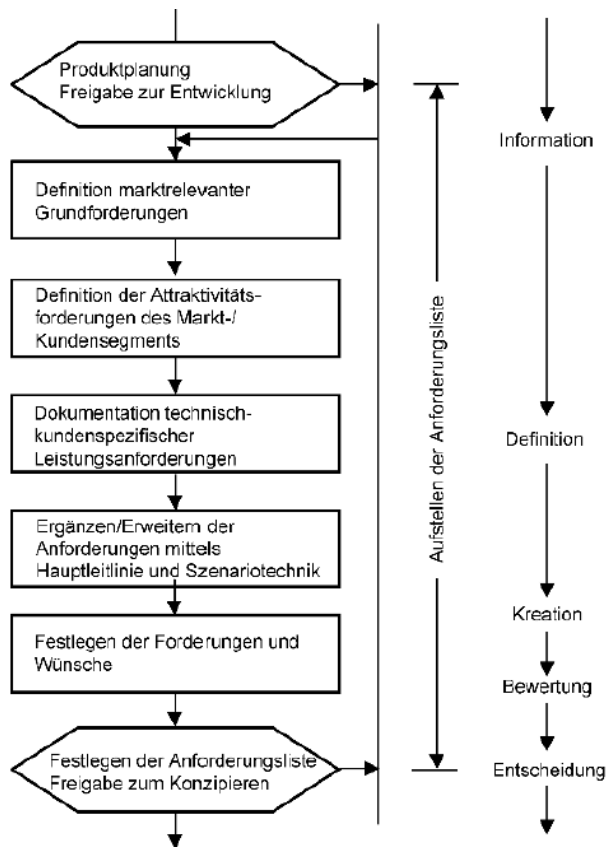 Produktplanung
Freigabe zur Entwicklung
Definition marktrelevanter
Grundforderungen
Definition der Attraktivitäts-
forderungen des Markt-/
Kundensegments
Dokumentation technisch-
kundenspezifischer
Leistungsanforderungen
Ergänzen/Erweitern der
Anforderungen mittels
Hauptleitlinie und Szenariotechnik
Festlegen der Forderungen und
Wünsche
Festlegen der Anforderungsliste
Freigabe zum Konzipieren
Aufstellen der Anforderungsliste
Information
Definition
Kreation
Bewertung
Entscheidung